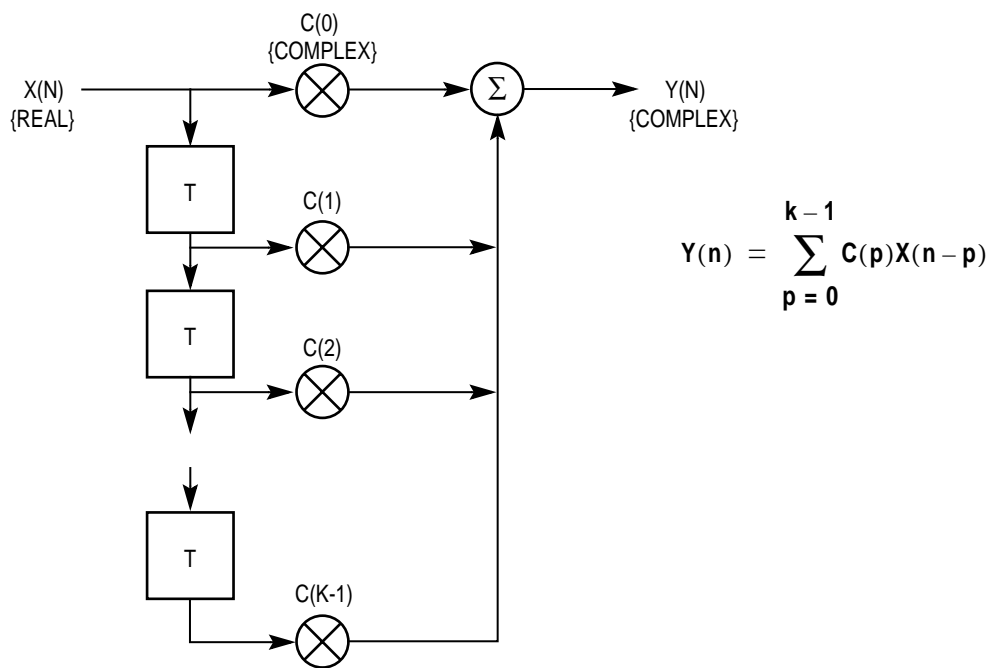 C(0)
{COMPLEX}
X(N)
{REAL}
Σ
Y(N)
{COMPLEX}
T
C(1)
k – 1
Y(n) = ∑ C(p)X(n – p)
p = 0
T
C(2)
T
C(K-1)